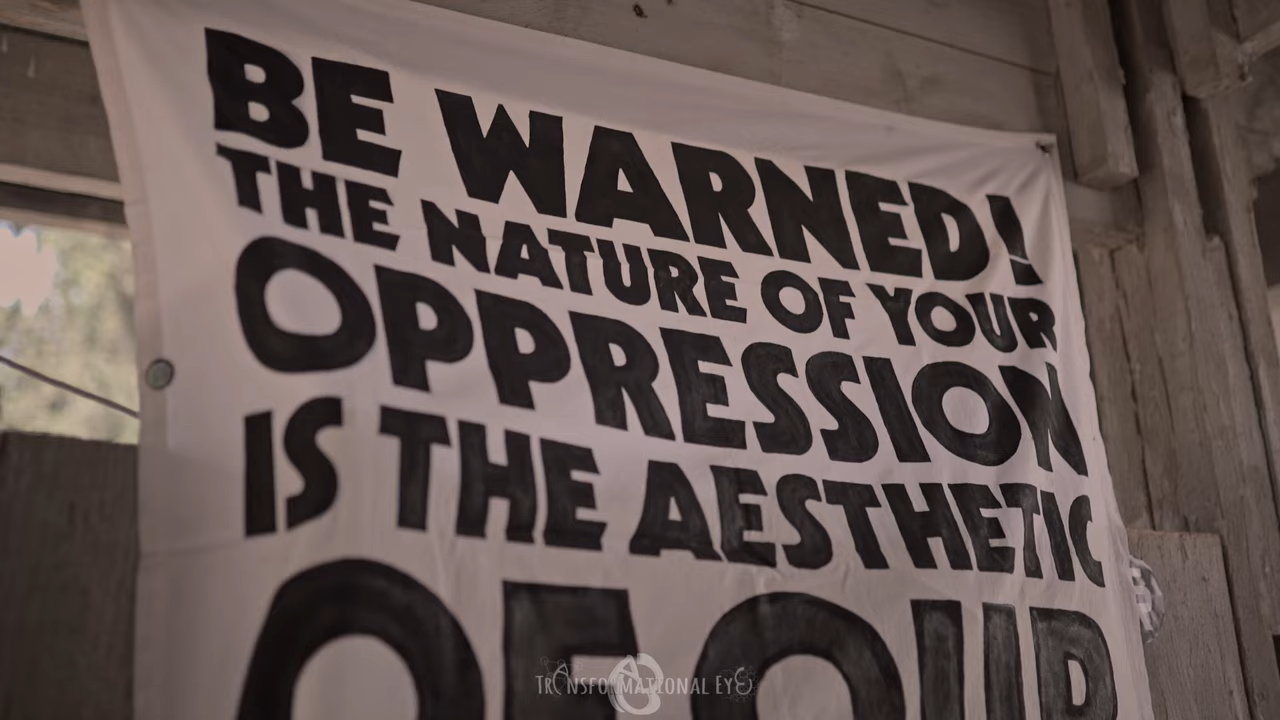 BE WARNED!
THE NATURE OF YOUR
OPPRESSION
IS THE AESTHETIC
OF OUR
TRANSFORMATIONAL EYE